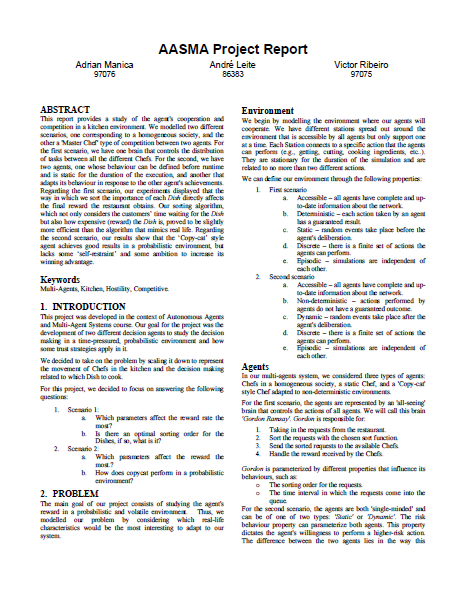 AASMA Project Report
Adrian Manica
97076
André Leite
86383
Victor Ribeiro
97075
ABSTRACT
This report provides a study of the agent's cooperation and
competition in a kitchen environment. We modelled two different
scenarios, one corresponding to a homogeneous society, and the
other a 'Master Chef' type of competition between two agents. For
the first scenario, we have one brain that controls the distribution
of tasks between all the different Chefs. For the second, we have
two agents, one whose behaviour can be defined before runtime
and is static for the duration of the execution, and another that
adapts its behaviour in response to the other agent's achievements.
Regarding the first scenario, our experiments displayed that the
way in which we sort the importance of each Dish directly affects
the final reward the restaurant obtains. Our sorting algorithm,
which not only considers the customers' time waiting for the Dish
but also how expensive (reward) the Dish is, proved to be slightly
more efficient than the algorithm that mimics real life. Regarding
the second scenario, our results show that the 'Copy-cat' style
agent achieves good results in a probabilistic environment, but
lacks some 'self-restraint' and some ambition to increase its
winning advantage.
Keywords
Multi-Agents, Kitchen, Hostility, Competitive.
1. INTRODUCTION
This project was developed in the context of Autonomous Agents
and Multi-Agent Systems course. Our goal for the project was the
development of two different decision agents to study the decision
making in a time-pressured, probabilistic environment and how
some trust strategies apply in it.
We decided to take on the problem by scaling it down to represent
the movement of Chefs in the kitchen and the decision making
related to which Dish to cook.
For this project, we decided to focus on answering the following
questions:
1. Scenario 1:
a. Which parameters affect the reward rate the
most?
b. Is there an optimal sorting order for the
Dishes, if so, what is it?
2. Scenario 2:
a. Which parameters affect the reward the
most.?
b. How does copycat perform in a probabilistic
environment?
2. PROBLEM
The main goal of our project consists of studying the agent's
reward in a probabilistic and volatile environment. Thus, we
modelled our problem by considering which real-life
characteristics would be the most interesting to adapt to our
system.
Environment
We begin by modelling the environment where our agents will
cooperate. We have different stations spread out around the
environment that is accessible by all agents but only support one
at a time. Each Station connects to a specific action that the agents
can perform (e.g., getting, cutting, cooking ingredients, etc..).
They are stationary for the duration of the simulation and are
related to no more than two different actions.
We can define our environment through the following properties:
1. First scenario
a. Accessible – all agents have complete and up-
to-date information about the network.
b. Deterministic – each action taken by an agent
has a guaranteed result.
c. Static – random events take place before the
agent's deliberation.
d. Discrete – there is a finite set of actions the
agents can perform.
e. Episodic – simulations are independent of
each other.
2. Second scenario
a. Accessible – all agents have complete and up-
to-date information about the network.
b. Non-deterministic – actions performed by
agents do not have a guaranteed outcome.
c. Dynamic – random events take place after the
agent's deliberation.
d. Discrete – there is a finite set of actions the
agents can perform.
e. Episodic – simulations are independent of
each other.
Agents
In our multi-agents system, we considered three types of agents:
Chefs in a homogeneous society, a static Chef, and a 'Copy-cat'
style Chef adapted to non-deterministic environments.
For the first scenario, the agents are represented by an 'all-seeing'
brain that controls the actions of all agents. We will call this brain
'Gordon Ramsay'. Gordon is responsible for:
1. Taking in the requests from the restaurant.
2. Sort the requests with the chosen sort function.
3. Send the sorted requests to the available Chefs.
4. Handle the reward received by the Chefs.
Gordon is parameterized by different properties that influence its
behaviours, such as:
o The sorting order for the requests.
o The time interval in which the requests come into the
queue.
For the second scenario, the agents are both 'single-minded' and
can be one of two types: 'Static' or 'Dynamic'. The risk
behaviour property can parameterize both agents. This property
dictates the agent's willingness to perform a higher-risk action.
The difference between the two agents lies in the way this